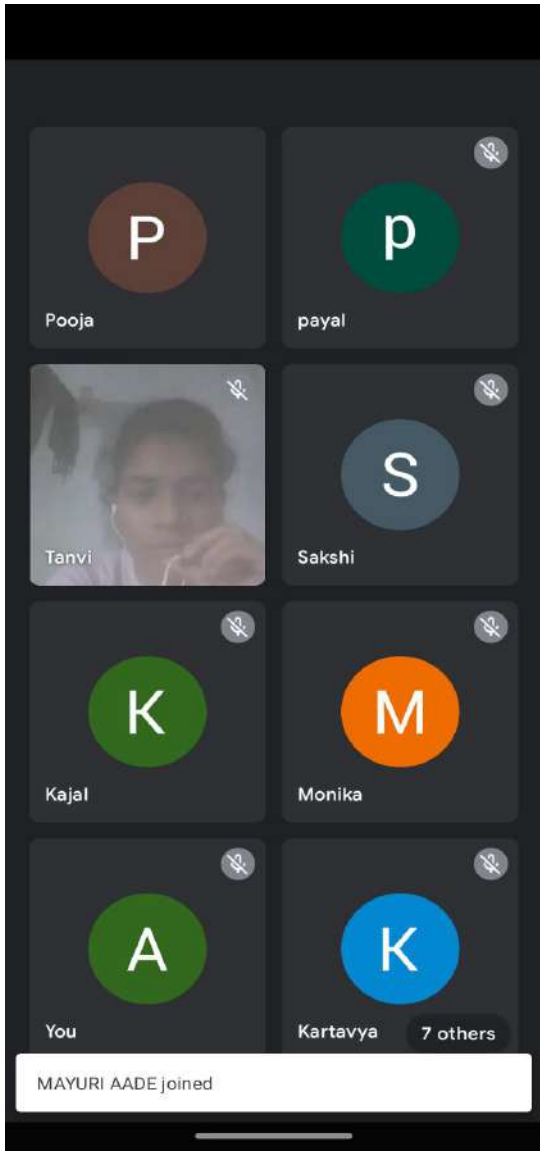 P
p
Pooja
payal
S
Tanvi
Sakshi
K
M
Kajal
Monika
A
K
You
Kartavya
7 others
MAYURI AADE joined